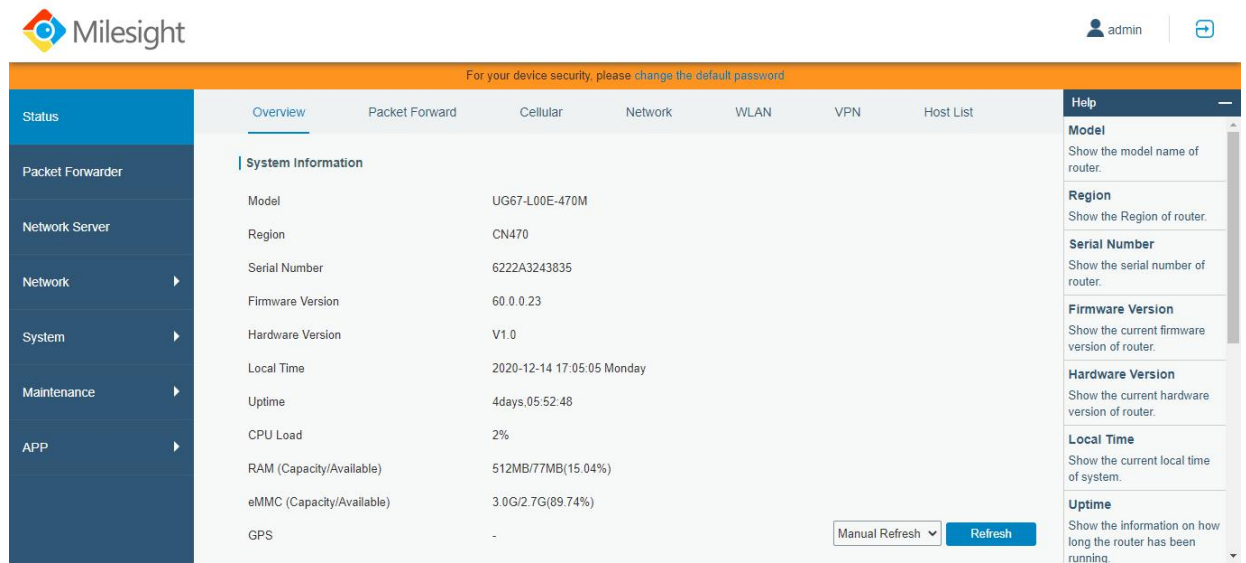 Milesight
admin
For your device security, please change the default password
Status
Packet Forwarder
Network Server
Network
System
Maintenance
APP
Overview Packet Forward Cellular Network WLAN VPN Host List
System Information
Model UG67-L00E-470M
Region CN470
Serial Number 6222A3243835
Firmware Version 60.0.0.23
Hardware Version V1.0
Local Time 2020-12-14 17:05:05 Monday
Uptime 4days,05:52:48
CPU Load 2%
RAM (Capacity/Available) 512MB/77MB(15.04%)
eMMC (Capacity/Available) 3.0G/2.7G(89.74%)
GPS -
Manual Refresh Refresh
Help —
Model
Show the model name of
router.
Region
Show the Region of router.
Serial Number
Show the serial number of
router.
Firmware Version
Show the current firmware
version of router.
Hardware Version
Show the current hardware
version of router.
Local Time
Show the current local time
of system.
Uptime
Show the information on how
long the router has been
running.